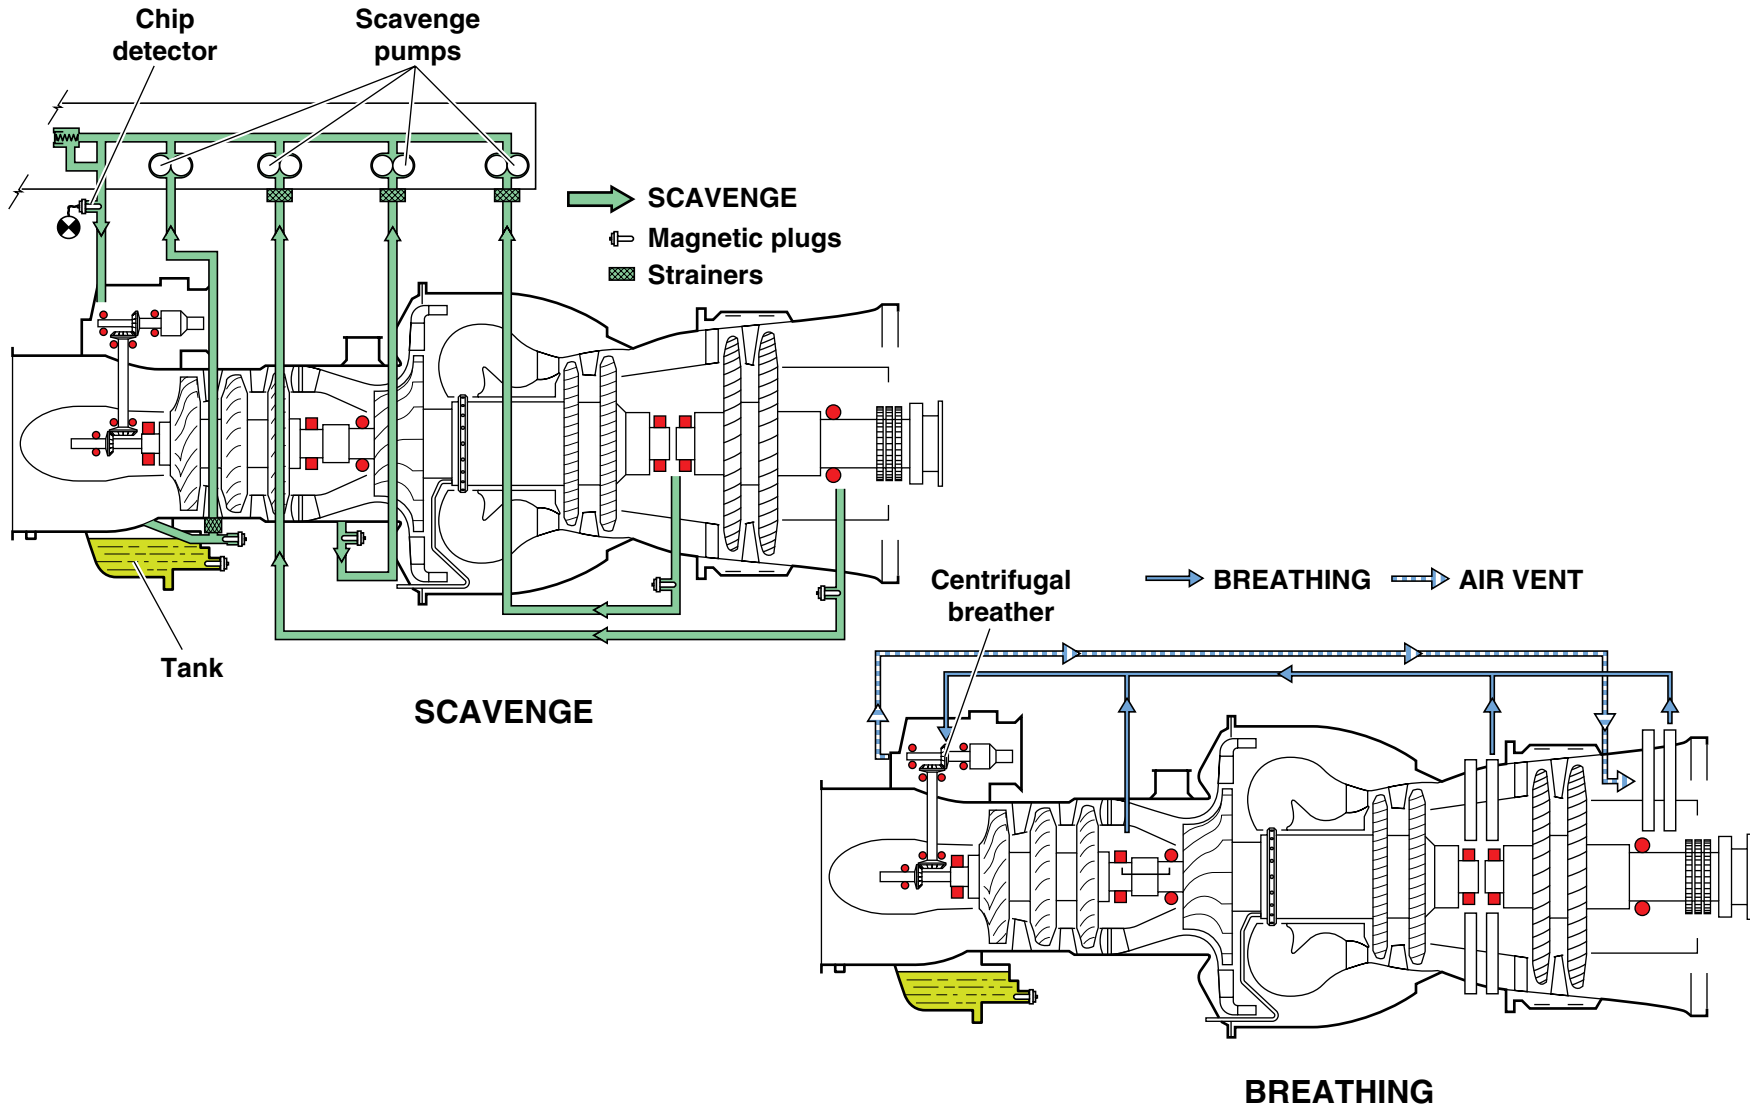 Chip
detector
Scavenge
pumps
SCAVENGE
Magnetic plugs
Strainers
Tank
SCAVENGE
Centrifugal
breather
BREATHING
AIR VENT
BREATHING